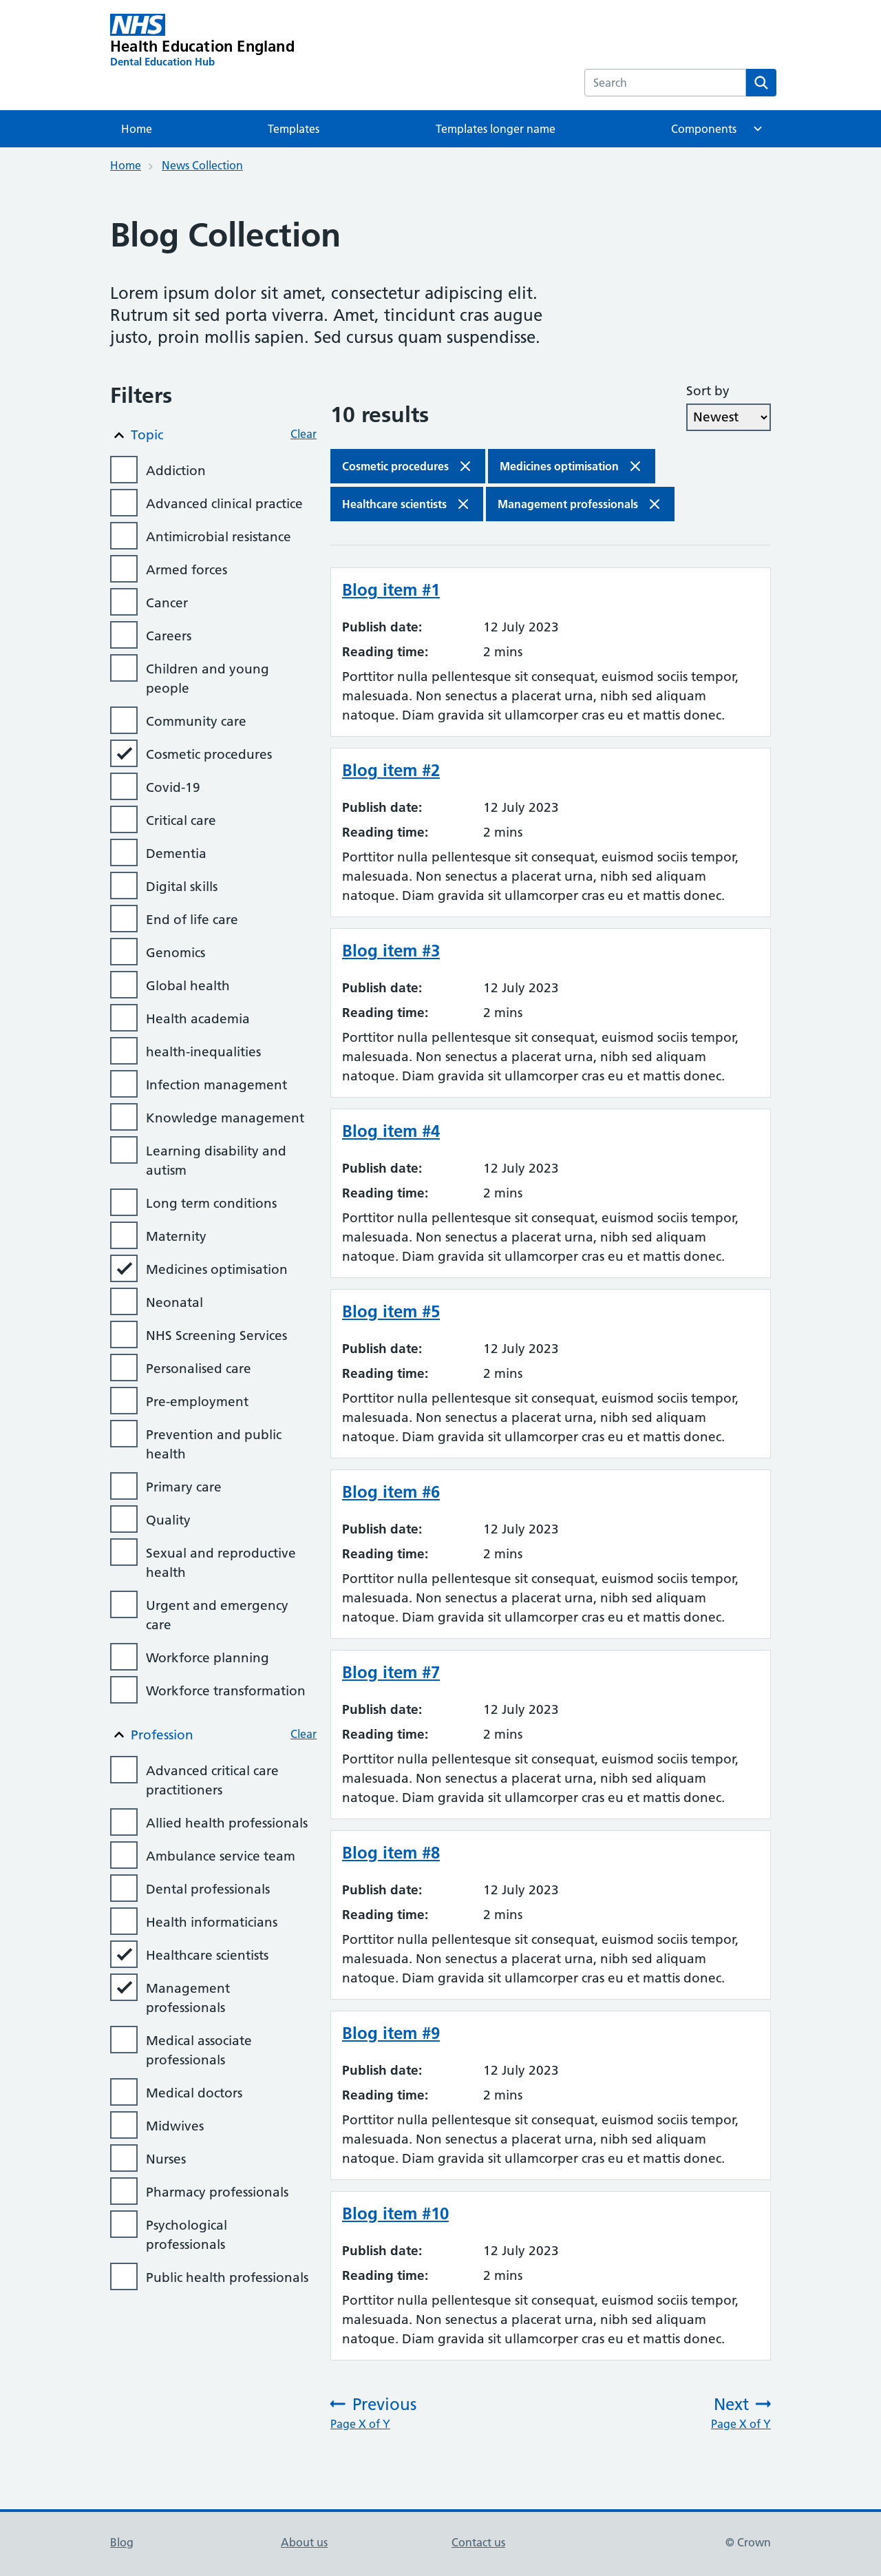 NHS
Health Education England
Dental Education Hub
Search
Home
Templates
Templates longer name
Components
Home
News Collection
Blog Collection
Lorem ipsum dolor sit amet, consectetur adipiscing elit.
Rutrum sit sed porta viverra. Amet, tincidunt cras augue
justo, proin mollis sapien. Sed cursus quam suspendisse.
Filters
Topic
Clear
Addiction
Advanced clinical practice
Antimicrobial resistance
Armed forces
Cancer
Careers
Children and young
people
Community care
Cosmetic procedures
Covid-19
Critical care
Dementia
Digital skills
End of life care
Genomics
Global health
Health academia
health-inequalities
Infection management
Knowledge management
Learning disability and
autism
Long term conditions
Maternity
Medicines optimisation
Neonatal
NHS Screening Services
Personalised care
Pre-employment
Prevention and public
health
Primary care
Quality
Sexual and reproductive
health
Urgent and emergency
care
Workforce planning
Workforce transformation
Profession
Clear
Advanced critical care
practitioners
Allied health professionals
Ambulance service team
Dental professionals
Health informaticians
Healthcare scientists
Management
professionals
Medical associate
professionals
Medical doctors
Midwives
Nurses
Pharmacy professionals
Psychological
professionals
Public health professionals
10 results
Sort by
Newest
Cosmetic procedures
Medicines optimisation
Healthcare scientists
Management professionals
Blog item #1
Publish date: 12 July 2023
Reading time: 2 mins
Porttitor nulla pellentesque sit consequat, euismod sociis tempor,
malesuada. Non senectus a placerat urna, nibh sed aliquam
natoque. Diam gravida sit ullamcorper cras eu et mattis donec.
Blog item #2
Publish date: 12 July 2023
Reading time: 2 mins
Porttitor nulla pellentesque sit consequat, euismod sociis tempor,
malesuada. Non senectus a placerat urna, nibh sed aliquam
natoque. Diam gravida sit ullamcorper cras eu et mattis donec.
Blog item #3
Publish date: 12 July 2023
Reading time: 2 mins
Porttitor nulla pellentesque sit consequat, euismod sociis tempor,
malesuada. Non senectus a placerat urna, nibh sed aliquam
natoque. Diam gravida sit ullamcorper cras eu et mattis donec.
Blog item #4
Publish date: 12 July 2023
Reading time: 2 mins
Porttitor nulla pellentesque sit consequat, euismod sociis tempor,
malesuada. Non senectus a placerat urna, nibh sed aliquam
natoque. Diam gravida sit ullamcorper cras eu et mattis donec.
Blog item #5
Publish date: 12 July 2023
Reading time: 2 mins
Porttitor nulla pellentesque sit consequat, euismod sociis tempor,
malesuada. Non senectus a placerat urna, nibh sed aliquam
natoque. Diam gravida sit ullamcorper cras eu et mattis donec.
Blog item #6
Publish date: 12 July 2023
Reading time: 2 mins
Porttitor nulla pellentesque sit consequat, euismod sociis tempor,
malesuada. Non senectus a placerat urna, nibh sed aliquam
natoque. Diam gravida sit ullamcorper cras eu et mattis donec.
Blog item #7
Publish date: 12 July 2023
Reading time: 2 mins
Porttitor nulla pellentesque sit consequat, euismod sociis tempor,
malesuada. Non senectus a placerat urna, nibh sed aliquam
natoque. Diam gravida sit ullamcorper cras eu et mattis donec.
Blog item #8
Publish date: 12 July 2023
Reading time: 2 mins
Porttitor nulla pellentesque sit consequat, euismod sociis tempor,
malesuada. Non senectus a placerat urna, nibh sed aliquam
natoque. Diam gravida sit ullamcorper cras eu et mattis donec.
Blog item #9
Publish date: 12 July 2023
Reading time: 2 mins
Porttitor nulla pellentesque sit consequat, euismod sociis tempor,
malesuada. Non senectus a placerat urna, nibh sed aliquam
natoque. Diam gravida sit ullamcorper cras eu et mattis donec.
Blog item #10
Publish date: 12 July 2023
Reading time: 2 mins
Porttitor nulla pellentesque sit consequat, euismod sociis tempor,
malesuada. Non senectus a placerat urna, nibh sed aliquam
natoque. Diam gravida sit ullamcorper cras eu et mattis donec.
Previous
Page X of Y
Next
Page X of Y
Blog
About us
Contact us
© Crown